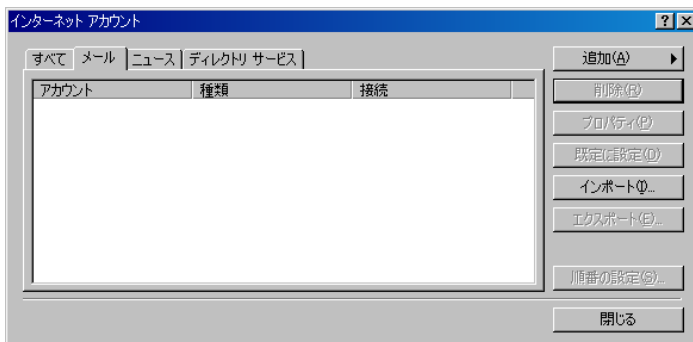 インターネット アカウント
すべて メール ニュース ディレクトリ サービス
アカウント 種類 接続
追加(A)
削除(R)
プロパティ(P)
既定に設定(D)
インポート(I)...
エクスポート(E)...
順番の設定(S)...
閉じる